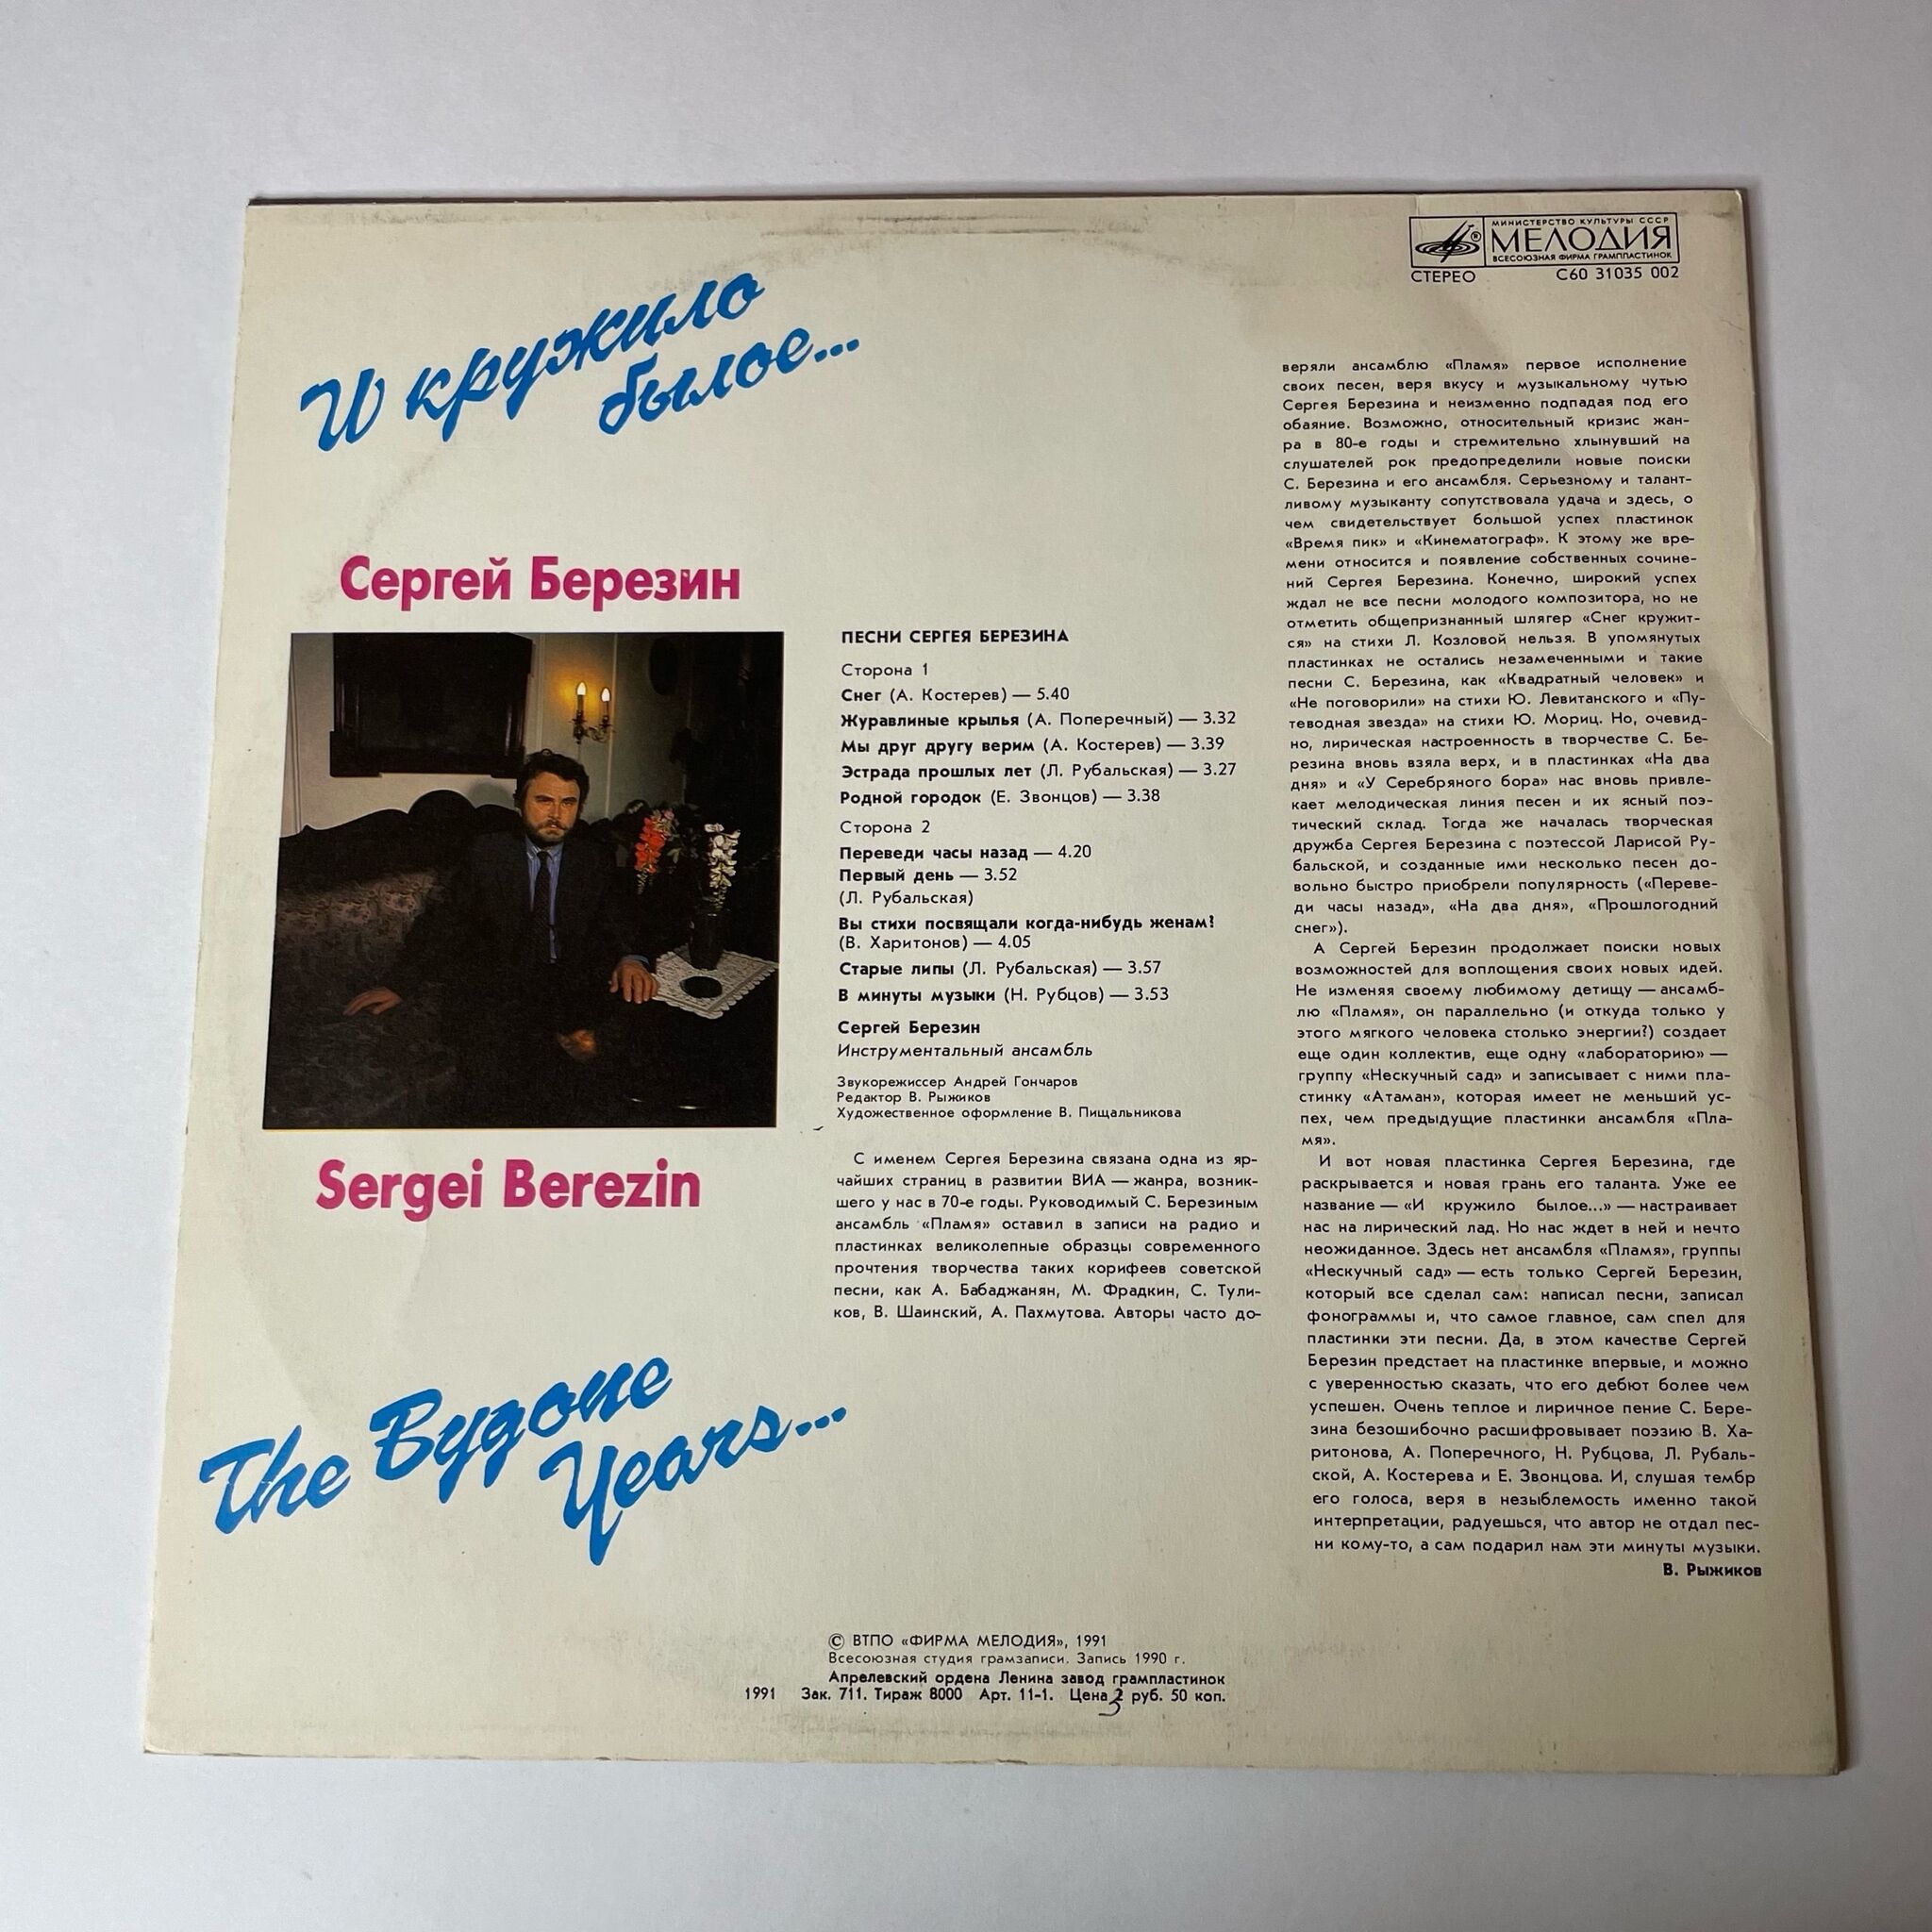 МИНИСТЕРСТВО КУЛЬТУРЫ СССР
МЕЛОДИЯ
ВСЕСОЮЗНАЯ ФИРМА ГРАМПЛАСТИНОК
СТЕРЕО С60 31035 002
И кружило
былое...
Сергей Березин
Sergei Berezin
The Bygone
Years...
ПЕСНИ СЕРГЕЯ БЕРЕЗИНА
Сторона 1
Снег (А. Костерев) — 5.40
Журавлиные крылья (А. Поперечный) — 3.32
Мы друг другу верим (А. Костерев) — 3.39
Эстрада прошлых лет (Л. Рубальская) — 3.27
Родной городок (Е. Звонцов) — 3.38
Сторона 2
Переведи часы назад — 4.20
Первый день — 3.52
(Л. Рубальская)
Вы стихи посвящали когда-нибудь женам?
(В. Харитонов) — 4.05
Старые липы (Л. Рубальская) — 3.57
В минуты музыки (Н. Рубцов) — 3.53
Сергей Березин
Инструментальный ансамбль
Звукорежиссер Андрей Гончаров
Редактор В. Рыжиков
Художественное оформление В. Пищальникова
С именем Сергея Березина связана одна из яр-
чайших страниц в развитии ВИА — жанра, возник-
шего у нас в 70-е годы. Руководимый С. Березиным
ансамбль «Пламя» оставил в записи на радио и
пластинках великолепные образцы современного
прочтения творчества таких корифеев советской
песни, как А. Бабаджанян, М. Фрадкин, С. Тули-
ков, В. Шаинский, А. Пахмутова. Авторы часто до-
веряли ансамблю «Пламя» первое исполнение
своих песен, веря вкусу и музыкальному чутью
Сергея Березина и неизменно подпадая под его
обаяние. Возможно, относительный кризис жан-
ра в 80-е годы и стремительно хлынувший на
слушателей рок предопределили новые поиски
С. Березина и его ансамбля. Серьезному и талант-
ливому музыканту сопутствовала удача и здесь, о
чем свидетельствует большой успех пластинок
«Время пик» и «Кинематограф». К этому же вре-
мени относится и появление собственных сочине-
ний Сергея Березина. Конечно, широкий успех
ждал не все песни молодого композитора, но не
отметить общепризнанный шлягер «Снег кружит-
ся» на стихи Л. Козловой нельзя. В упомянутых
пластинках не остались незамеченными и такие
песни С. Березина, как «Квадратный человек» и
«Не поговорили» на стихи Ю. Левитанского и «Пу-
теводная звезда» на стихи Ю. Мориц. Но, очевид-
но, лирическая настроенность в творчестве С. Бе-
резина вновь взяла верх, и в пластинках «На два
дня» и «У Серебряного бора» нас вновь привле-
кает мелодическая линия песен и их ясный поэ-
тический склад. Тогда же началась творческая
дружба Сергея Березина с поэтессой Ларисой Ру-
бальской, и созданные ими несколько песен до-
вольно быстро приобрели популярность («Переве-
ди часы назад», «На два дня», «Прошлогодний
снег»).
А Сергей Березин продолжает поиски новых
возможностей для воплощения своих новых идей.
Не изменяя своему любимому детищу — ансамб-
лю «Пламя», он параллельно (и откуда только у
этого мягкого человека столько энергии?) создает
еще один коллектив, еще одну «лабораторию» —
группу «Нескучный сад» и записывает с ними пла-
стинку «Атаман», которая имеет не меньший ус-
пех, чем предыдущие пластинки ансамбля «Пла-
мя».
И вот новая пластинка Сергея Березина, где
раскрывается и новая грань его таланта. Уже ее
название — «И кружило былое...» — настраивает
нас на лирический лад. Но нас ждет в ней и нечто
неожиданное. Здесь нет ансамбля «Пламя», группы
«Нескучный сад» — есть только Сергей Березин,
который все сделал сам: написал песни, записал
фонограммы и, что самое главное, сам спел для
пластинки эти песни. Да, в этом качестве Сергей
Березин предстает на пластинке впервые, и можно
с уверенностью сказать, что его дебют более чем
успешен. Очень теплое и лиричное пение С. Бере-
зина безошибочно расшифровывает поэзию В. Ха-
ритонова, А. Поперечного, Н. Рубцова, Л. Рубаль-
ской, А. Костерева и Е. Звонцова. И, слушая тембр
его голоса, веря в незыблемость именно такой
интерпретации, радуешься, что автор не отдал пес-
ни кому-то, а сам подарил нам эти минуты музыки.
В. Рыжиков
© ВТПО «ФИРМА МЕЛОДИЯ», 1991
Всесоюзная студия грамзаписи. Запись 1990 г.
Апрелевский ордена Ленина завод грампластинок
1991 Зак. 711. Тираж 8000 Арт. 11-1. Цена 2 руб. 50 коп.
3